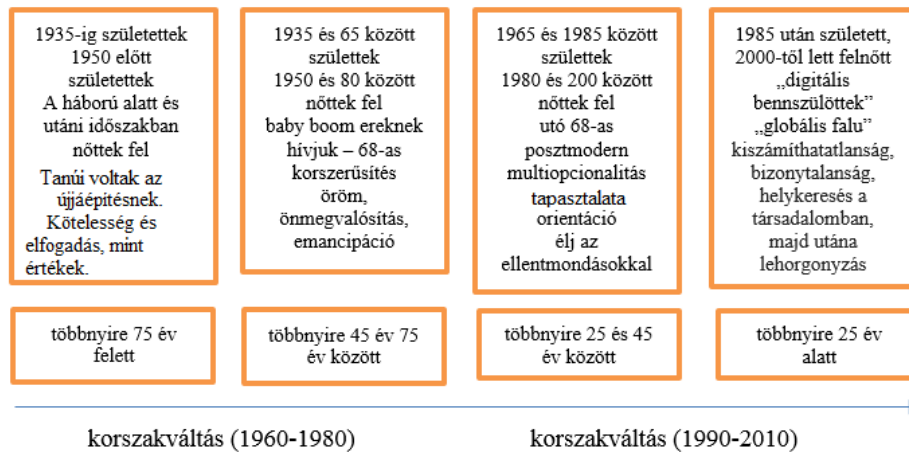 1935-ig születettek
1950 előtt
születettek
A háború alatt és
utáni időszakban
nőttek fel
Tanúi voltak az
újjáépítésnek.
Kötelesség és
elfogadás, mint
értékek.
1935 és 65 között
születtek
1950 és 80 között
nőttek fel
baby boom ereknek
hívjuk – 68-as
korszerűsítés
öröm,
önmegvalósítás,
emancipáció
1965 és 1985 között
születtek
1980 és 200 között
nőttek fel
utó 68-as
posztmodern
multiopcionalitás
tapasztalata
orientáció
élj az
ellentmondásokkal
1985 után született,
2000-től lett felnőtt
„digitális
bennszülöttek”
„globális falu”
kiszámíthatatlanság,
bizonytalanság,
helykeresés a
társadalomban,
majd utána
lehorgonyzás
többnyire 75 év
felett
többnyire 45 év 75
év között
többnyire 25 és 45
év között
többnyire 25 év
alatt
korszakváltás (1960-1980)
korszakváltás (1990-2010)